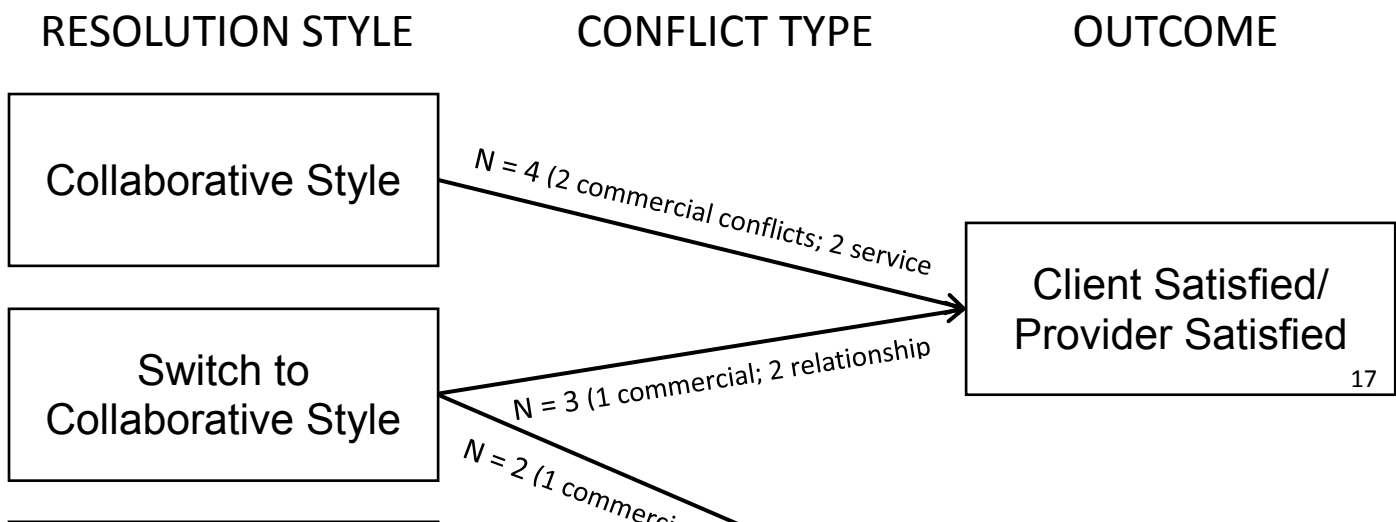 RESOLUTION STYLE
CONFLICT TYPE
OUTCOME
Collaborative Style
N = 4 (2 commercial conflicts; 2 service
Client Satisfied/
Provider Satisfied
17
Switch to
Collaborative Style
N = 3 (1 commercial; 2 relationship
N = 2 (1